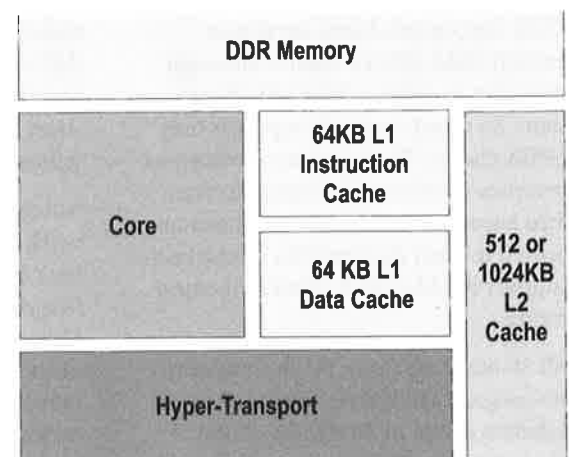 DDR Memory
64KB L1
Instruction
Cache
Core
64 KB L1
Data Cache
512 or
1024KB
L2
Cache
Hyper-Transport